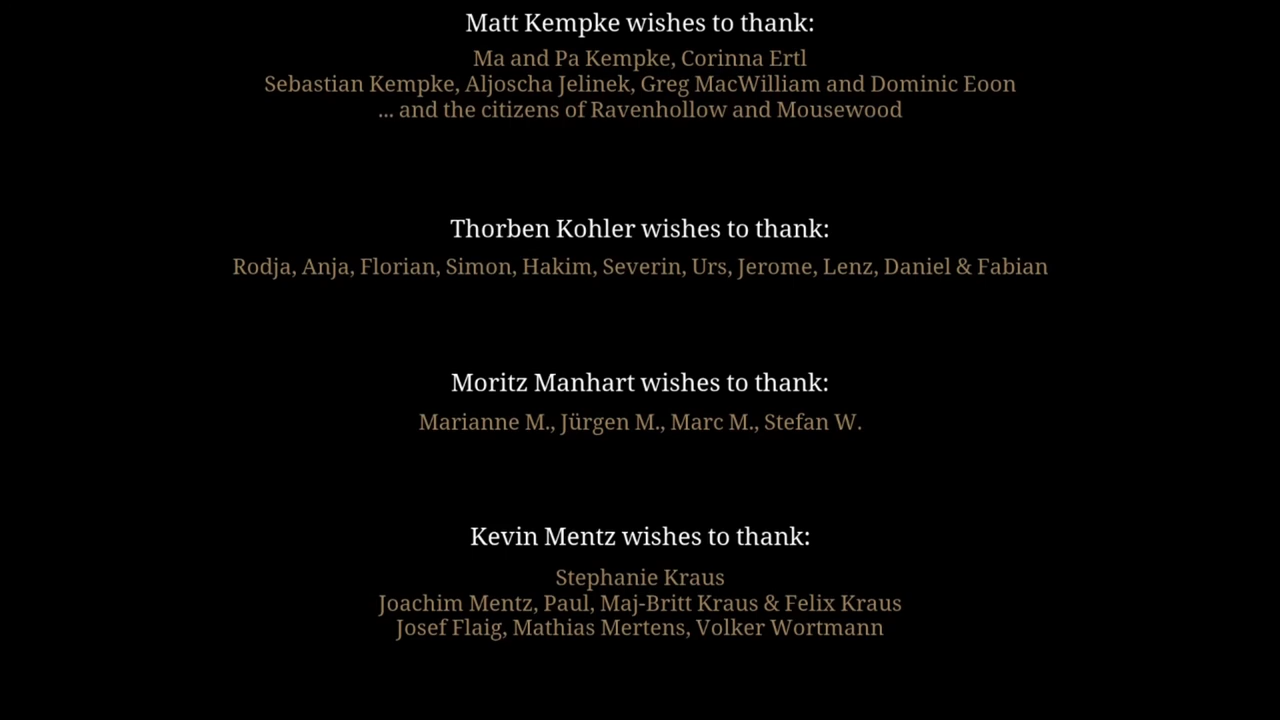 Matt Kempke wishes to thank:
Ma and Pa Kempke, Corinna Ertl
Sebastian Kempke, Aljoscha Jelinek, Greg MacWilliam and Dominic Eoon
... and the citizens of Ravenhollow and Mousewood
Thorben Kohler wishes to thank:
Rodja, Anja, Florian, Simon, Hakim, Severin, Urs, Jerome, Lenz, Daniel & Fabian
Moritz Manhart wishes to thank:
Marianne M., Jürgen M., Marc M., Stefan W.
Kevin Mentz wishes to thank:
Stephanie Kraus
Joachim Mentz, Paul, Maj-Britt Kraus & Felix Kraus
Josef Flaig, Mathias Mertens, Volker Wortmann